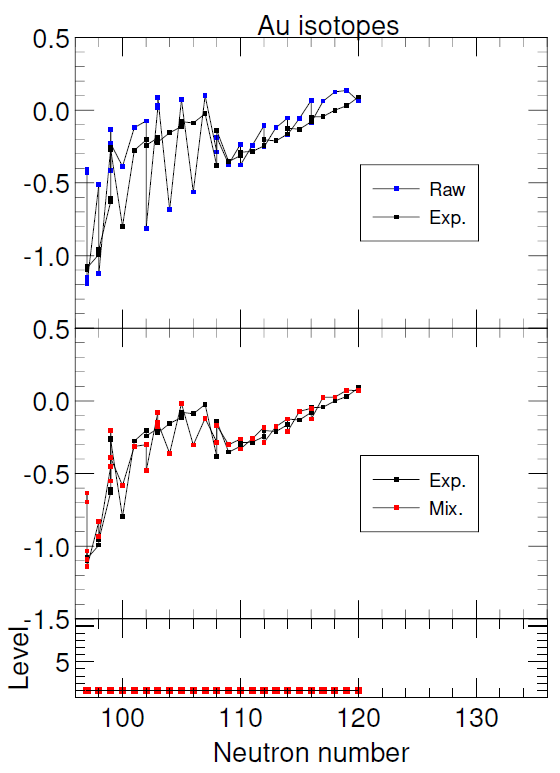 Au isotopes
0.5
0.0
-0.5
-1.0
Raw
Exp.
0.5
0.0
-0.5
-1.0
-1.5
Exp.
Mix.
Level
5
100 110 120 130
Neutron number